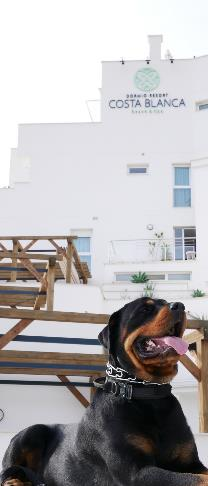 DORMIO RESORT
COSTA BLANCA
BEACH & SPA